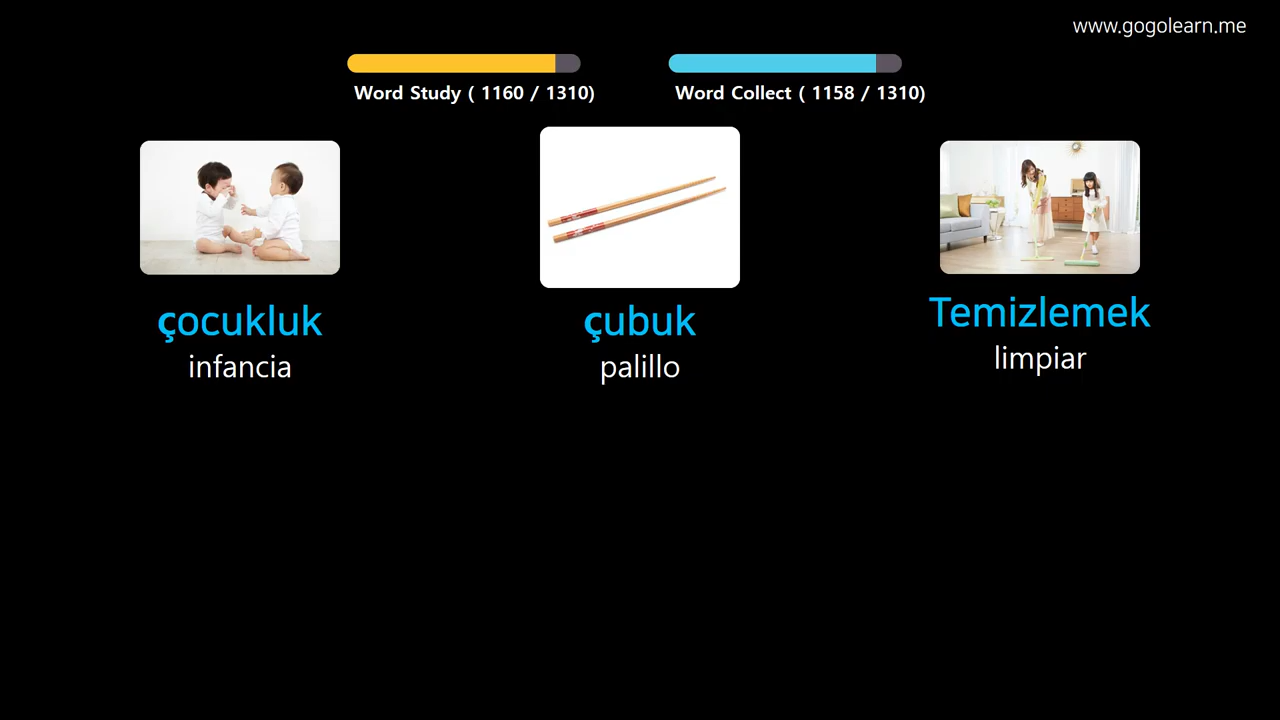 www.gogolearn.me
Word Study ( 1160 / 1310)
Word Collect ( 1158 / 1310)
çocukluk
infancia
çubuk
palillo
Temizlemek
limpiar